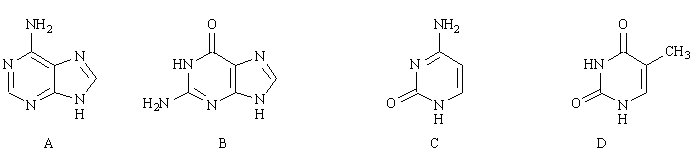 NH2 O NH2 O
N N HN N N HN CH3
N N H H2N N N H O N H O N H
A B C D